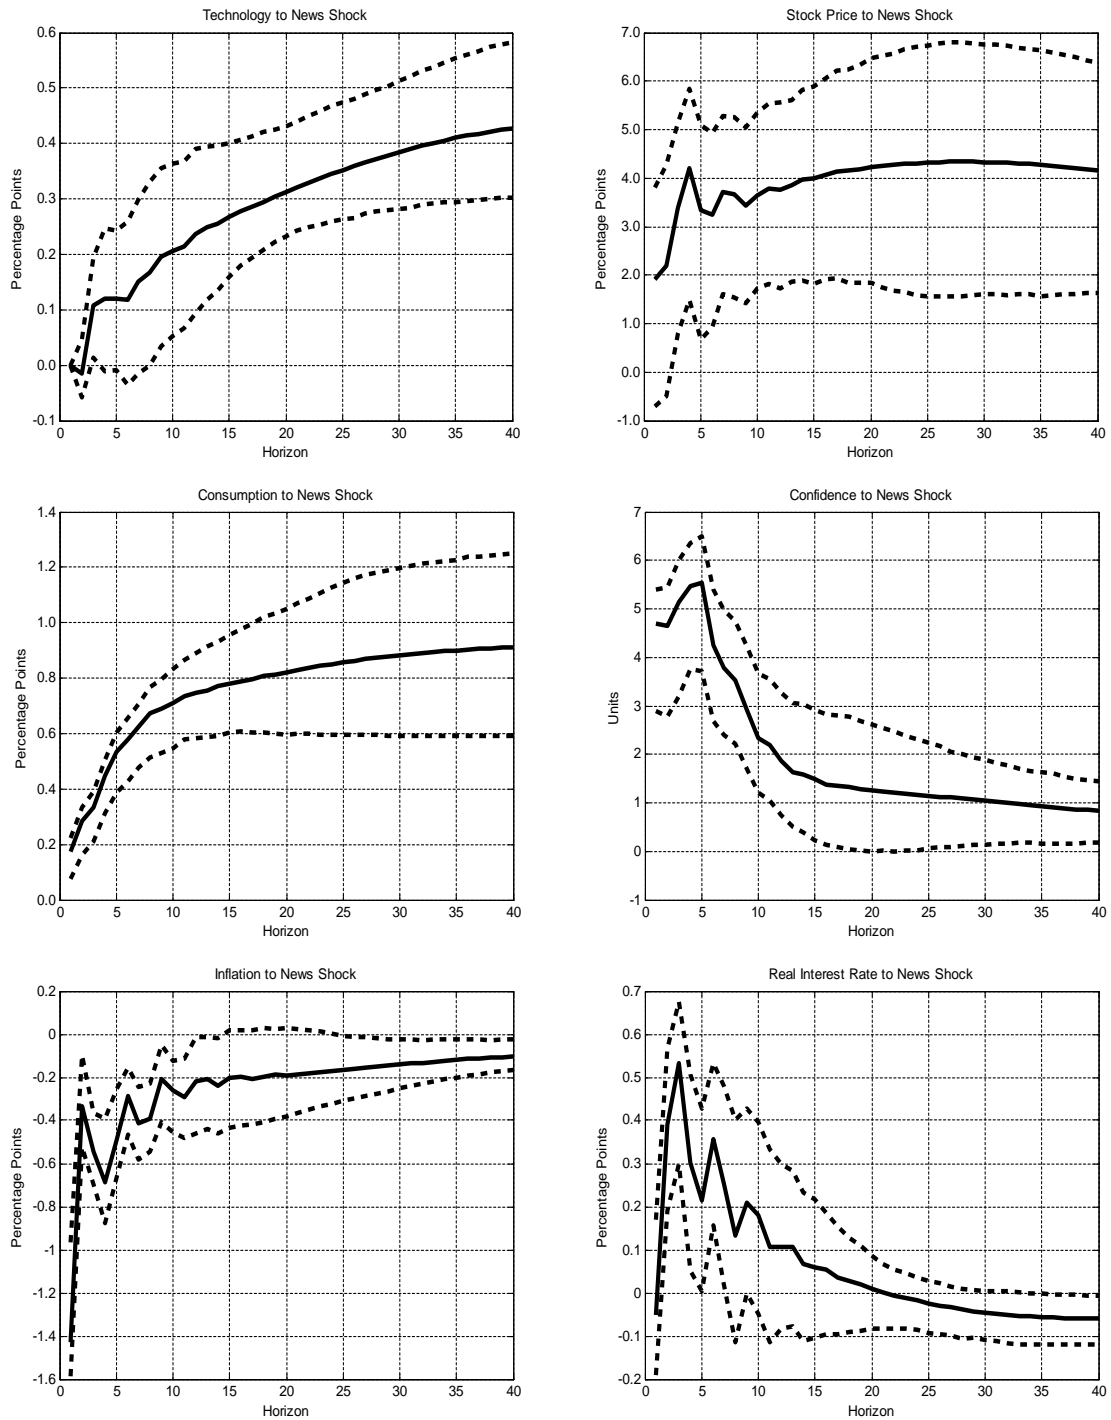 Technology to News Shock
Percentage Points
0.6
0.5
0.4
0.3
0.2
0.1
0.0
-0.1
0 5 10 15 20 25 30 35 40
Horizon
Stock Price to News Shock
Percentage Points
7.0
6.0
5.0
4.0
3.0
2.0
1.0
0.0
-1.0
0 5 10 15 20 25 30 35 40
Horizon
Consumption to News Shock
Percentage Points
1.4
1.2
1.0
0.8
0.6
0.4
0.2
0.0
0 5 10 15 20 25 30 35 40
Horizon
Confidence to News Shock
Units
7
6
5
4
3
2
1
0
-1
0 5 10 15 20 25 30 35 40
Horizon
Inflation to News Shock
Percentage Points
0.2
0
-0.2
-0.4
-0.6
-0.8
-1
-1.2
-1.4
-1.6
0 5 10 15 20 25 30 35 40
Horizon
Real Interest Rate to News Shock
Percentage Points
0.7
0.6
0.5
0.4
0.3
0.2
0.1
0
-0.1
-0.2
0 5 10 15 20 25 30 35 40
Horizon